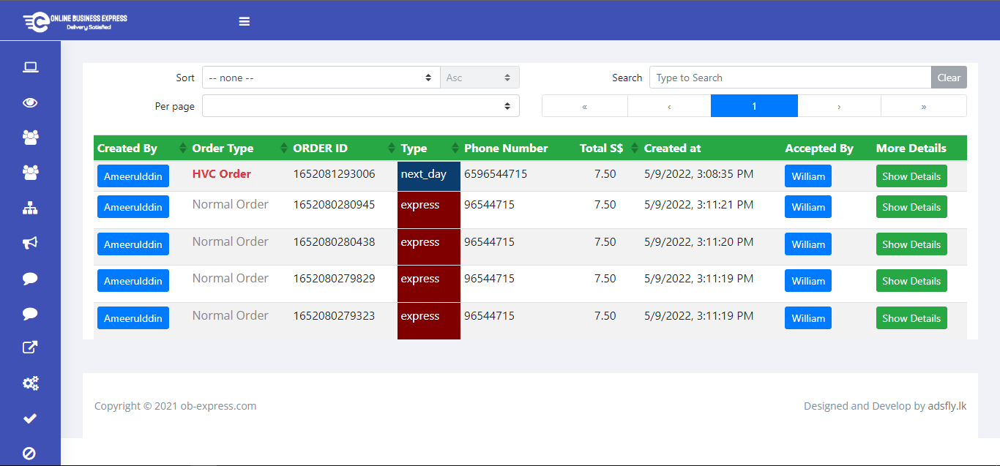 ONLINE BUSINESS EXPRESS
Delivery Satisfied
Sort -- none -- Asc Search Type to Search Clear
Per page « ‹ 1 › »
Created By Order Type ORDER ID Type Phone Number Total S$ Created at Accepted By More Details
Ameerulddin HVC Order 1652081293006 next_day 6596544715 7.50 5/9/2022, 3:08:35 PM William Show Details
Ameerulddin Normal Order 1652080280945 express 96544715 7.50 5/9/2022, 3:11:21 PM William Show Details
Ameerulddin Normal Order 1652080280438 express 96544715 7.50 5/9/2022, 3:11:20 PM William Show Details
Ameerulddin Normal Order 1652080279829 express 96544715 7.50 5/9/2022, 3:11:19 PM William Show Details
Ameerulddin Normal Order 1652080279323 express 96544715 7.50 5/9/2022, 3:11:19 PM William Show Details
Copyright © 2021 ob-express.com Designed and Develop by adsfly.lk